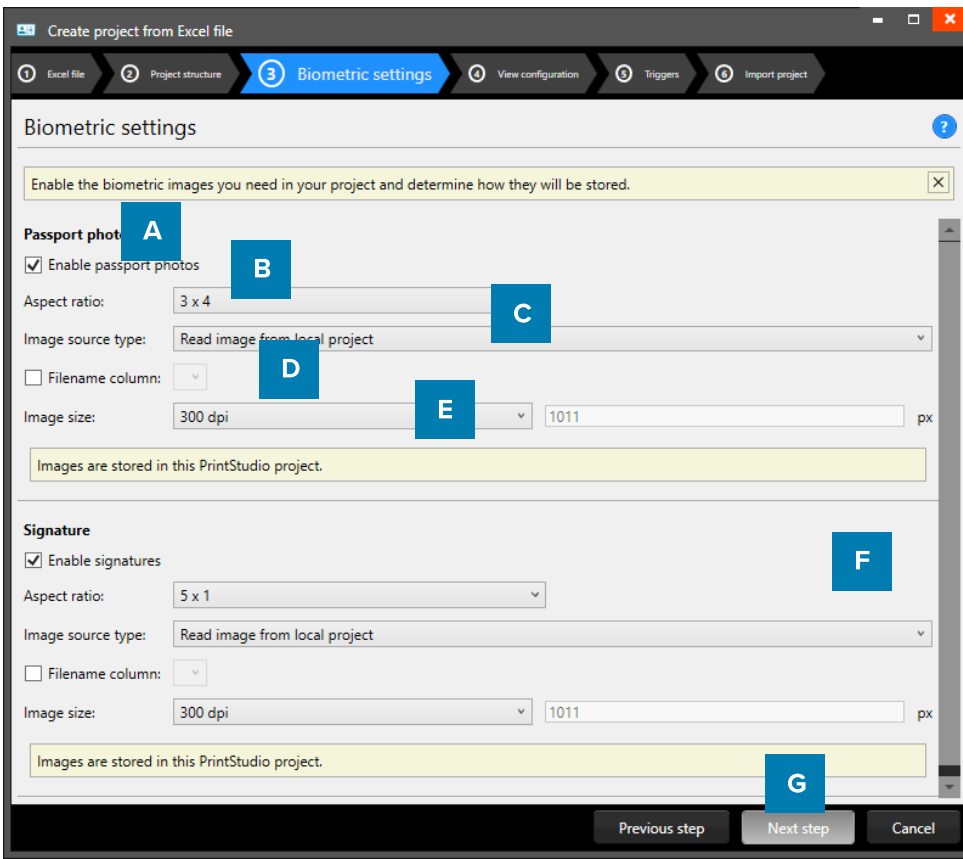 Create project from Excel file
1 Excel file 2 Project structure 3 Biometric settings 4 View configuration 5 Triggers 6 Import project
Biometric settings ?
Enable the biometric images you need in your project and determine how they will be stored.
A
Passport photo
Enable passport photos
B
Aspect ratio: 3 x 4
C
Image source type: Read image from local project
D
Filename column:
E
Image size: 300 dpi 1011 px
Images are stored in this PrintStudio project.
Signature
Enable signatures
F
Aspect ratio: 5 x 1
Image source type: Read image from local project
Filename column:
Image size: 300 dpi 1011 px
Images are stored in this PrintStudio project.
G
Previous step Next step Cancel